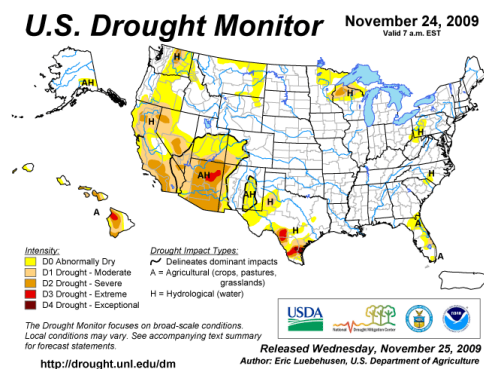 U.S. Drought Monitor
November 24, 2009
Valid 7 a.m. EST
H
AH
H
H
H
AH
H
AH
H
H
A
A
H
A
Intensity:
D0 Abnormally Dry
D1 Drought - Moderate
D2 Drought - Severe
D3 Drought - Extreme
D4 Drought - Exceptional
Drought Impact Types:
Delineates dominant impacts
A = Agricultural (crops, pastures,
grasslands)
H = Hydrological (water)
The Drought Monitor focuses on broad-scale conditions.
Local conditions may vary. See accompanying text summary
for forecast statements.
http://drought.unl.edu/dm
USDA
National Drought Mitigation Center
NOAA
Released Wednesday, November 25, 2009
Author: Eric Luebehusen, U.S. Department of Agriculture